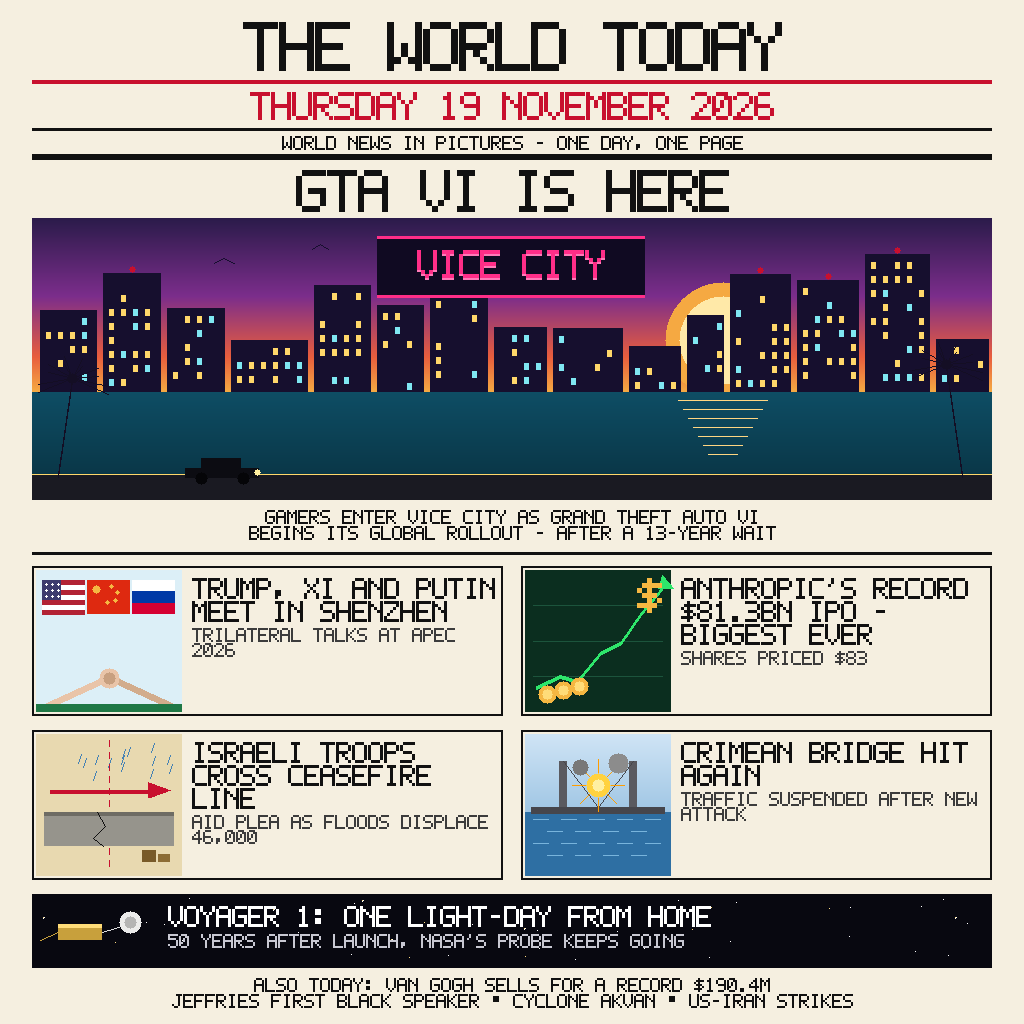 THE WORLD TODAY
THURSDAY 19 NOVEMBER 2026
WORLD NEWS IN PICTURES - ONE DAY, ONE PAGE
GTA VI IS HERE
VICE CITY
GAMERS ENTER VICE CITY AS GRAND THEFT AUTO VI
BEGINS ITS GLOBAL ROLLOUT - AFTER A 13-YEAR WAIT
TRUMP, XI AND PUTIN
MEET IN SHENZHEN
TRILATERAL TALKS AT APEC
2026
ANTHROPIC'S RECORD
$81.3BN IPO -
BIGGEST EVER
SHARES PRICED $83
ISRAELI TROOPS
CROSS CEASEFIRE
LINE
AID PLEA AS FLOODS DISPLACE
46,000
CRIMEAN BRIDGE HIT
AGAIN
TRAFFIC SUSPENDED AFTER NEW
ATTACK
VOYAGER 1: ONE LIGHT-DAY FROM HOME
50 YEARS AFTER LAUNCH, NASA'S PROBE KEEPS GOING
ALSO TODAY: VAN GOGH SELLS FOR A RECORD $190.4M
JEFFRIES FIRST BLACK SPEAKER • CYCLONE AKVAN • US-IRAN STRIKES